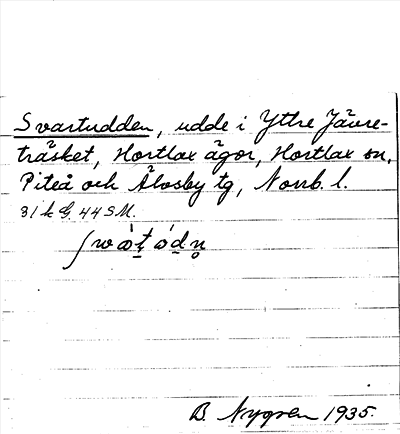 Svartudden, udde i Yttre Jävre-
träsket, Hortlax ägor, Hortlax sn,
Piteå och Älvsby tg, Norrb. l.
31 k G, 44 S.M.
B. Nygren 1935.